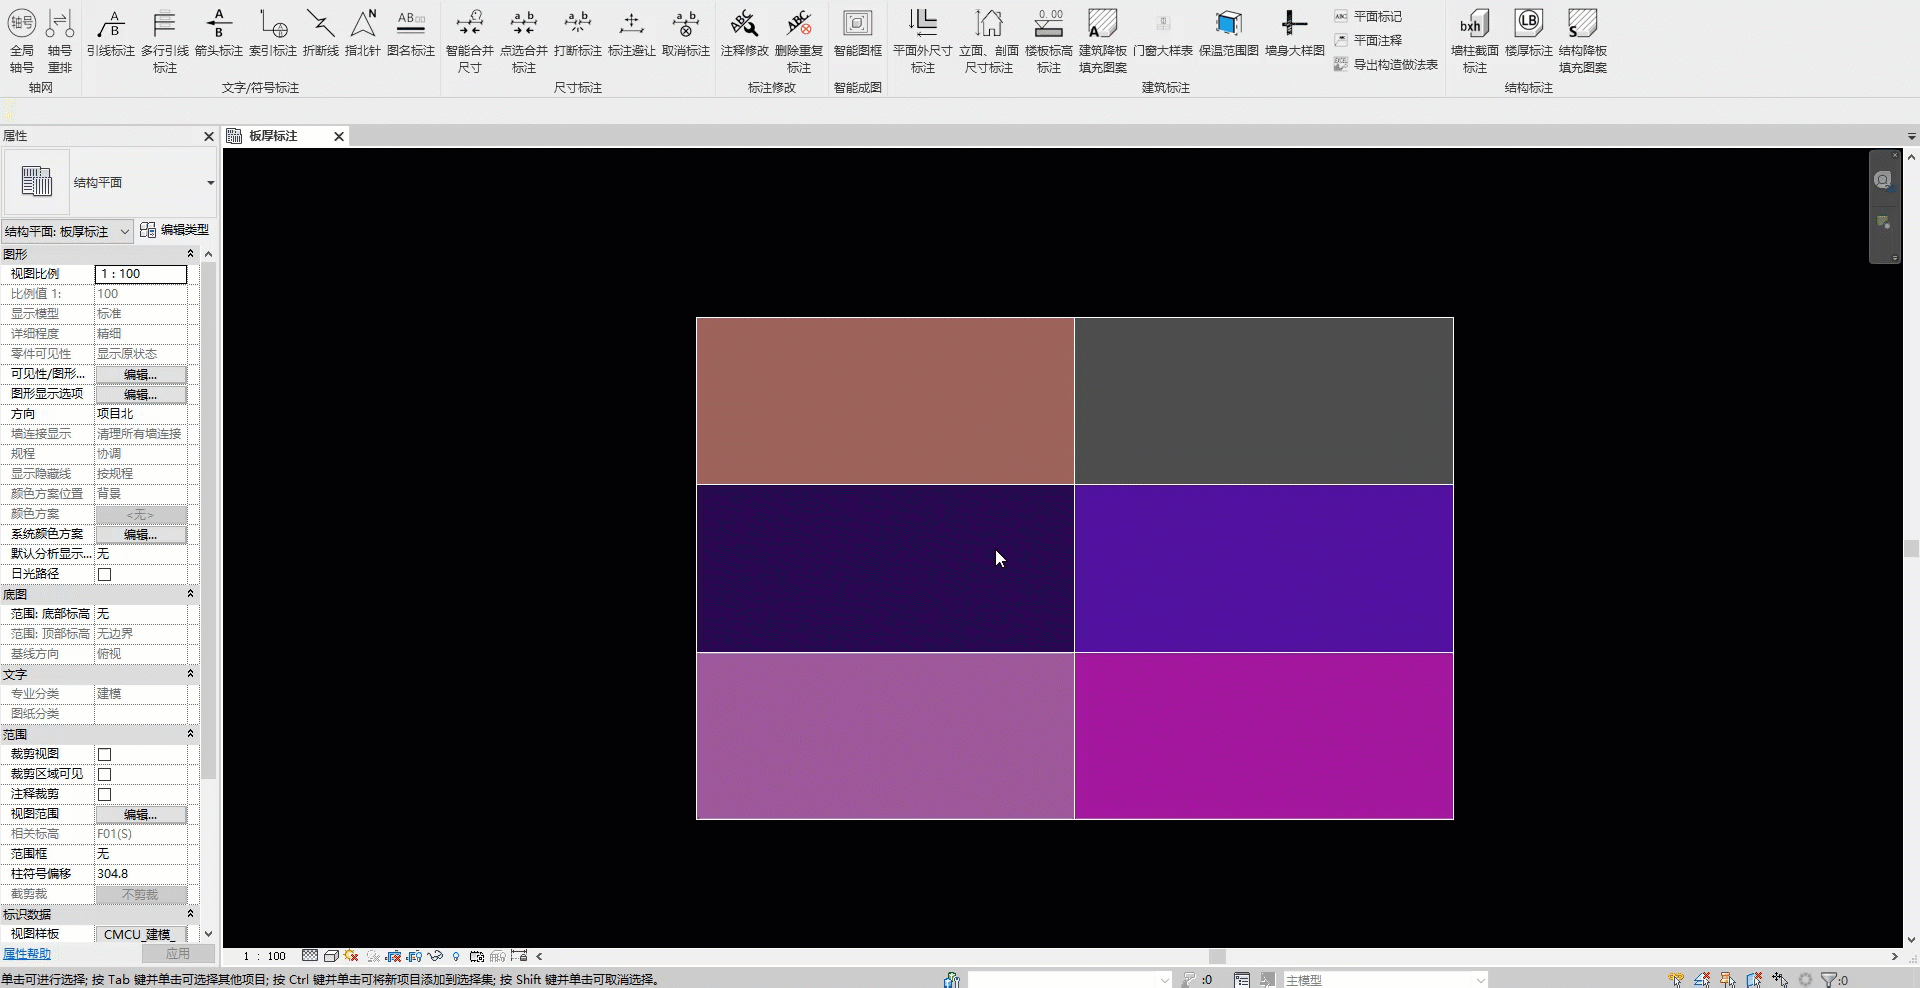 轴号
全局
轴号
轴号
重排
轴网
A
B
引线标注
多行引线
标注
A
B
箭头标注
索引标注
折断线
N
指北针
AB
图名标注
文字/符号标注
a b
智能合并
尺寸
a b
点选合并
标注
a b
打断标注
标注避让
a b
取消标注
尺寸标注
ABC
注释修改
ABC
删除重复
标注
标注修改
智能图框
智能成图
平面外尺寸
标注
立面、剖面
尺寸标注
0.00
楼板标高
标注
A
建筑降板
填充图案
门窗大样表
保温范围图
墙身大样图
平面标记
平面注释
导出构造做法表
建筑标注
bxh
墙柱截面
标注
LB
楼厚标注
S
结构降板
填充图案
结构标注
属性
板厚标注
结构平面
结构平面: 板厚标注
编辑类型
图形
视图比例 1 : 100
比例值 1: 100
显示模型 标准
详细程度 精细
零件可见性 显示原状态
可见性/图形... 编辑...
图形显示选项 编辑...
方向 项目北
墙连接显示 清理所有墙连接
规程 协调
显示隐藏线 按规程
颜色方案位置 背景
颜色方案 <无>
系统颜色方案 编辑...
默认分析显示... 无
日光路径
底图
范围: 底部标高 无
范围: 顶部标高 无边界
基线方向 俯视
文字
专业分类 建模
图纸分类
范围
裁剪视图
裁剪区域可见
注释裁剪
视图范围 编辑...
相关标高 F01(S)
范围框 无
柱符号偏移 304.8
截剪裁 不剪裁
标识数据
视图样板 CMCU_建模_
属性帮助
应用
1 : 100
单击可进行选择; 按 Tab 键并单击可选择其他项目; 按 Ctrl 键并单击可将新项目添加到选择集; 按 Shift 键并单击可取消选择。
:0
主模型
:0